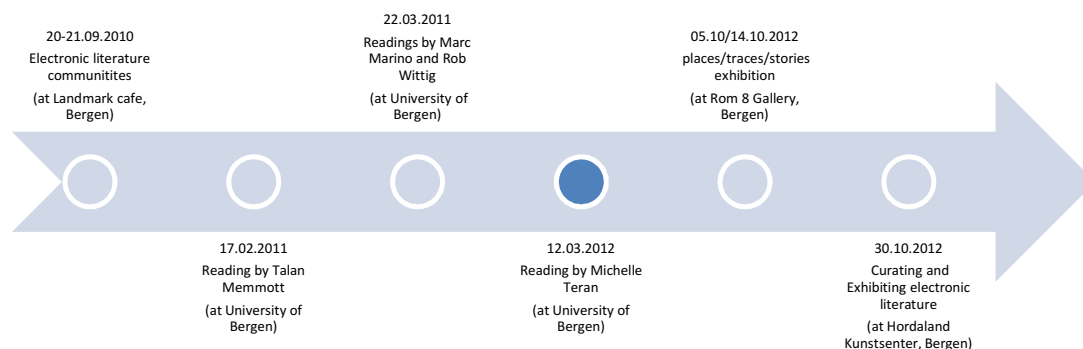 20-21.09.2010
Electronic literature
communitites
(at Landmark cafe,
Bergen)
17.02.2011
Reading by Talan
Memmott
(at University of
Bergen)
22.03.2011
Readings by Marc
Marino and Rob
Wittig
(at University of
Bergen)
12.03.2012
Reading by Michelle
Teran
(at University of
Bergen)
05.10/14.10.2012
places/traces/stories
exhibition
(at Rom 8 Gallery,
Bergen)
30.10.2012
Curating and
Exhibiting electronic
literature
(at Hordaland
Kunstsenter, Bergen)